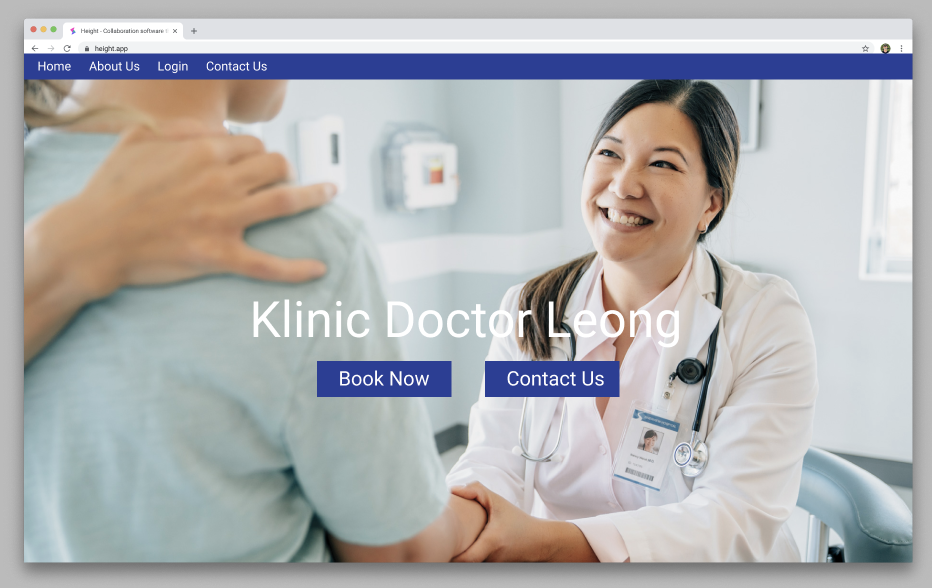 Height - Collaboration software
height.app
Home About Us Login Contact Us
Klinic Doctor Leong
Book Now Contact Us